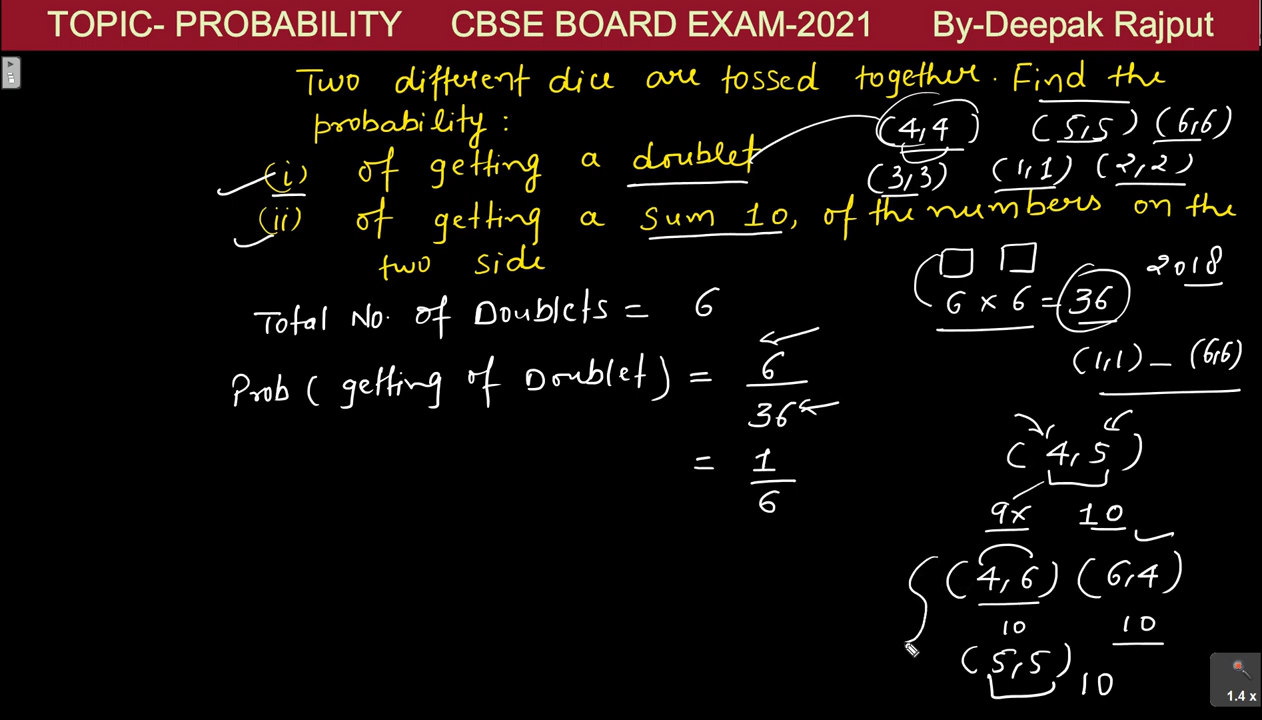 TOPIC- PROBABILITY CBSE BOARD EXAM-2021 By-Deepak Rajput
Two different dice are tossed together. Find the
probability:
(i) of getting a doublet
(4,4) (5,5) (6,6)
(3,3) (1,1) (2,2)
(ii) of getting a sum 10, of the numbers on the
two side
6 × 6 = 36 2018
Total No. of Doublets = 6
(1,1) – (6,6)
Prob ( getting of Doublet ) = 6
36
= 1
6
( 4,5 )
9x 10
(4,6) (6,4)
10 10
(5,5) 10
1.4 x